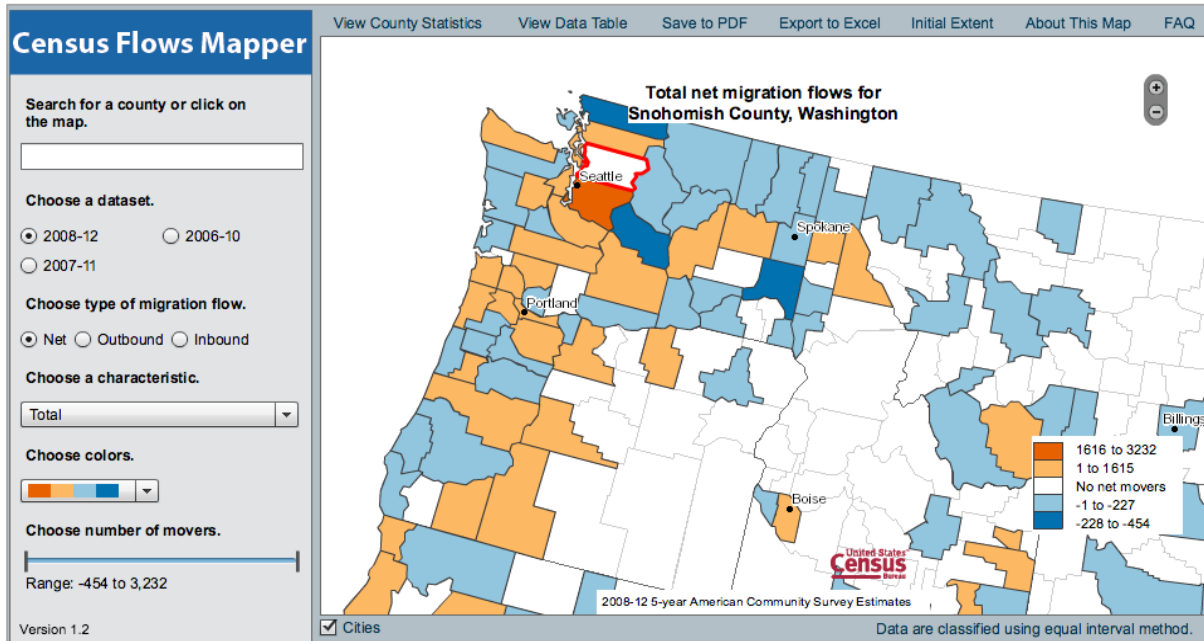 View County Statistics View Data Table Save to PDF Export to Excel Initial Extent About This Map FAQ
Census Flows Mapper
Search for a county or click on
the map.
Choose a dataset.
2008-12 2006-10
2007-11
Choose type of migration flow.
Net Outbound Inbound
Choose a characteristic.
Total
Choose colors.
Choose number of movers.
Range: -454 to 3,232
Version 1.2
Total net migration flows for
Snohomish County, Washington
Seattle
Spokane
Portland
Billings
Boise
1616 to 3232
1 to 1615
No net movers
-1 to -227
-228 to -454
United States
Census
Bureau
2008-12 5-year American Community Survey Estimates
Cities
Data are classified using equal interval method.